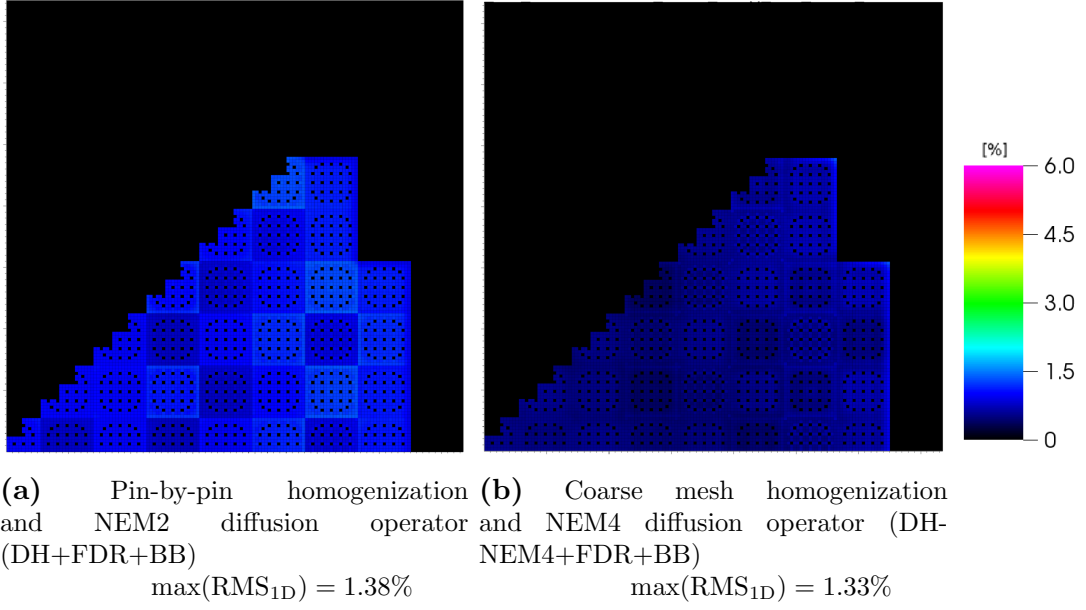 [%]
6.0
4.5
3.0
1.5
0
(a) Pin-by-pin homogenization
and NEM2 diffusion operator
(DH+FDR+BB)
max(RMS1D) = 1.38%
(b) Coarse mesh homogenization
and NEM4 diffusion operator (DH-
NEM4+FDR+BB)
max(RMS1D) = 1.33%